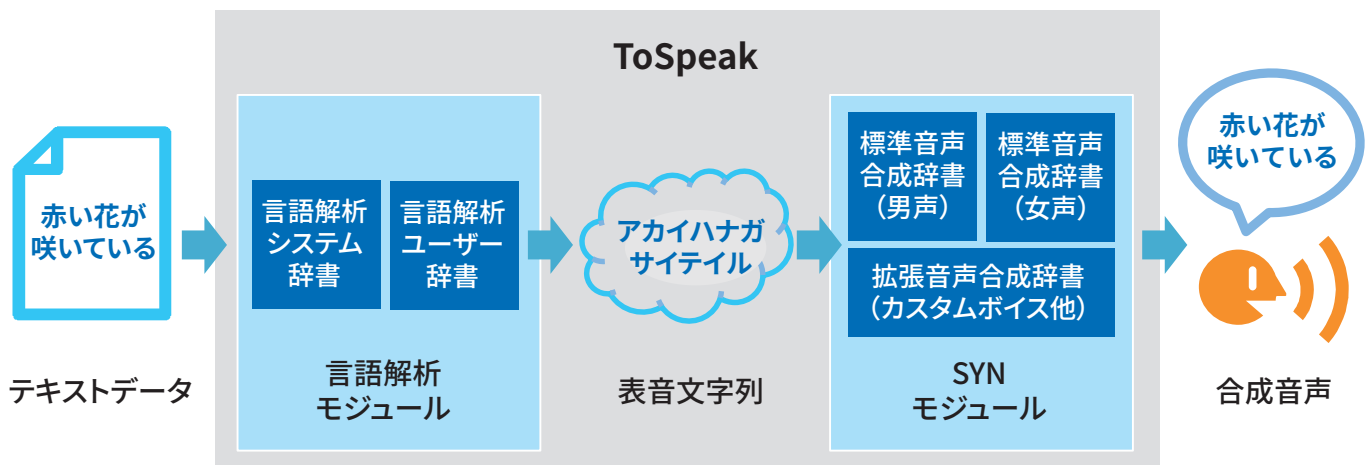 ToSpeak
赤い花が
咲いている
テキストデータ
言語解析
システム
辞書
言語解析
ユーザー
辞書
言語解析
モジュール
アカイハナガ
サイテイル
表音文字列
標準音声
合成辞書
（男声）
標準音声
合成辞書
（女声）
拡張音声合成辞書
（カスタムボイス他）
SYN
モジュール
赤い花が
咲いている
合成音声